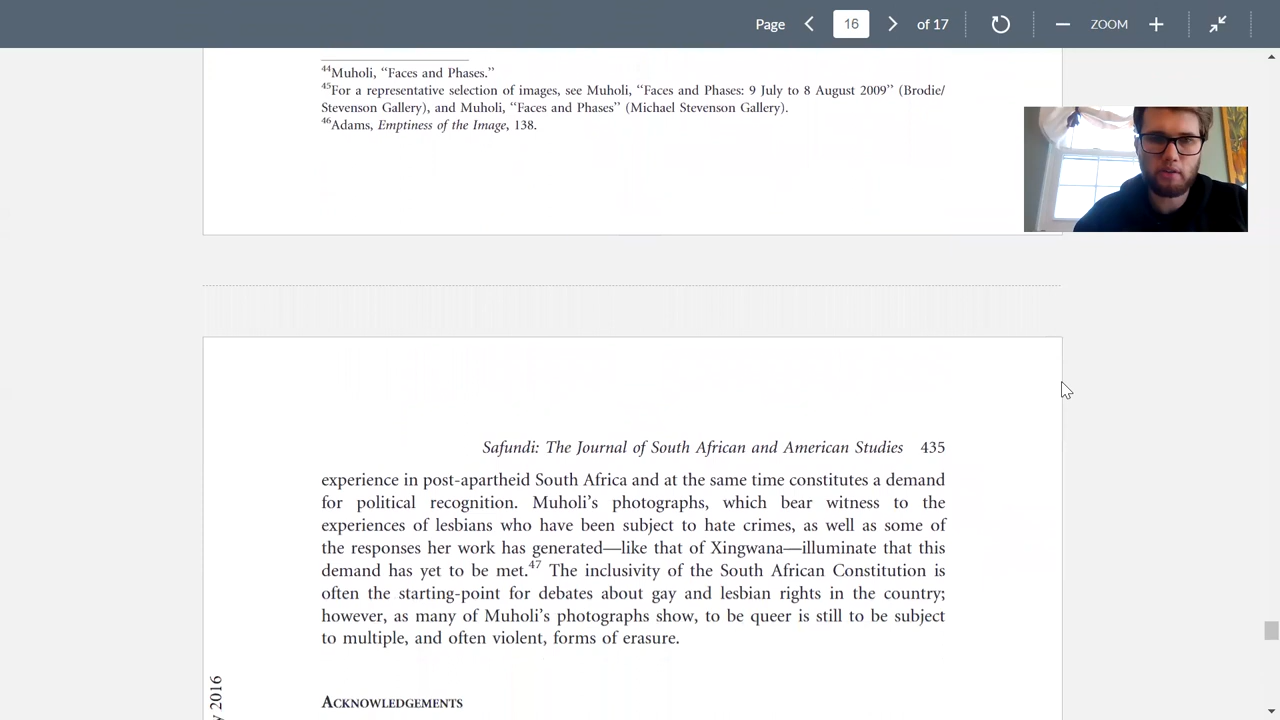 Page 16 of 17 ZOOM
44Muholi, “Faces and Phases.”
45For a representative selection of images, see Muholi, “Faces and Phases: 9 July to 8 August 2009” (Brodie/
Stevenson Gallery), and Muholi, “Faces and Phases” (Michael Stevenson Gallery).
46Adams, Emptiness of the Image, 138.
Safundi: The Journal of South African and American Studies 435
experience in post-apartheid South Africa and at the same time constitutes a demand
for political recognition. Muholi’s photographs, which bear witness to the
experiences of lesbians who have been subject to hate crimes, as well as some of
the responses her work has generated—like that of Xingwana—illuminate that this
demand has yet to be met.47 The inclusivity of the South African Constitution is
often the starting-point for debates about gay and lesbian rights in the country;
however, as many of Muholi’s photographs show, to be queer is still to be subject
to multiple, and often violent, forms of erasure.
ACKNOWLEDGEMENTS
2016